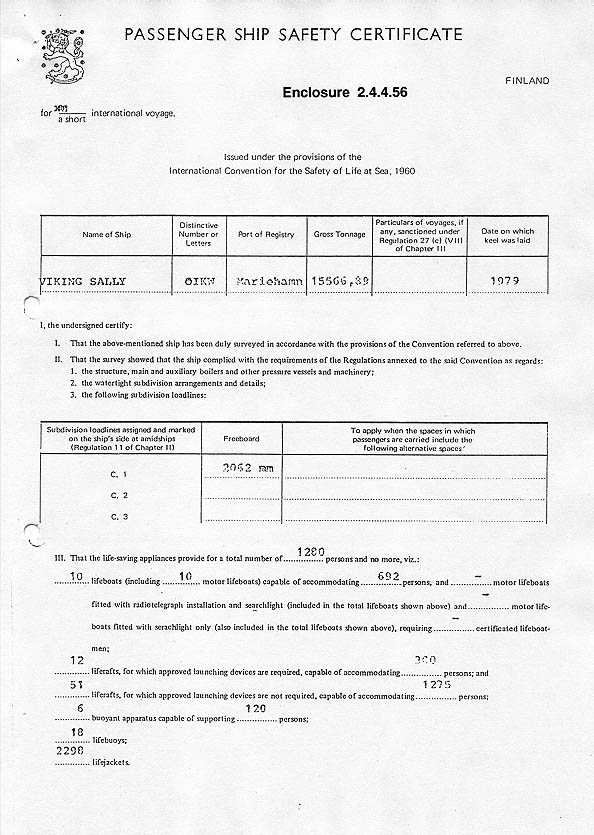 PASSENGER SHIP SAFETY CERTIFICATE
FINLAND
Enclosure 2.4.4.56
for a short international voyage.
Issued under the provisions of the
International Convention for the Safety of Life at Sea, 1960
Name of Ship
Distinctive Number or Letters
Port of Registry
Gross Tonnage
Particulars of voyages, if any, sanctioned under Regulation 27 (c) (VII) of Chapter III
Date on which keel was laid
VIKING SALLY OIKW Mariehamn 15566,89 1979
I, the undersigned certify:
I. That the above-mentioned ship has been duly surveyed in accordance with the provisions of the Convention referred to above.
II. That the survey showed that the ship complied with the requirements of the Regulations annexed to the said Convention as regards:
1. the structure, main and auxiliary boilers and other pressure vessels and machinery;
2. the watertight subdivision arrangements and details;
3. the following subdivision loadlines:
Subdivision loadlines assigned and marked on the ship's side at amidships (Regulation 11 of Chapter II)
Freeboard
To apply when the spaces in which passengers are carried include the following alternative spaces
C. 1 2062 mm
C. 2
C. 3
III. That the life-saving appliances provide for a total number of 1280 persons and no more, viz.:
10 lifeboats (including 10 motor lifeboats) capable of accommodating 692 persons, and – motor lifeboats
fitted with radiotelegraph installation and searchlight (included in the total lifeboats shown above) and – motor life-
boats fitted with serachlight only (also included in the total lifeboats shown above), requiring – certificated lifeboat-
men;
12 liferafts, for which approved launching devices are required, capable of accommodating 300 persons; and
51 liferafts, for which approved launching devices are not required, capable of accommodating 1275 persons;
6 buoyant apparatus capable of supporting 120 persons;
18 lifebuoys;
2298 lifejackets.